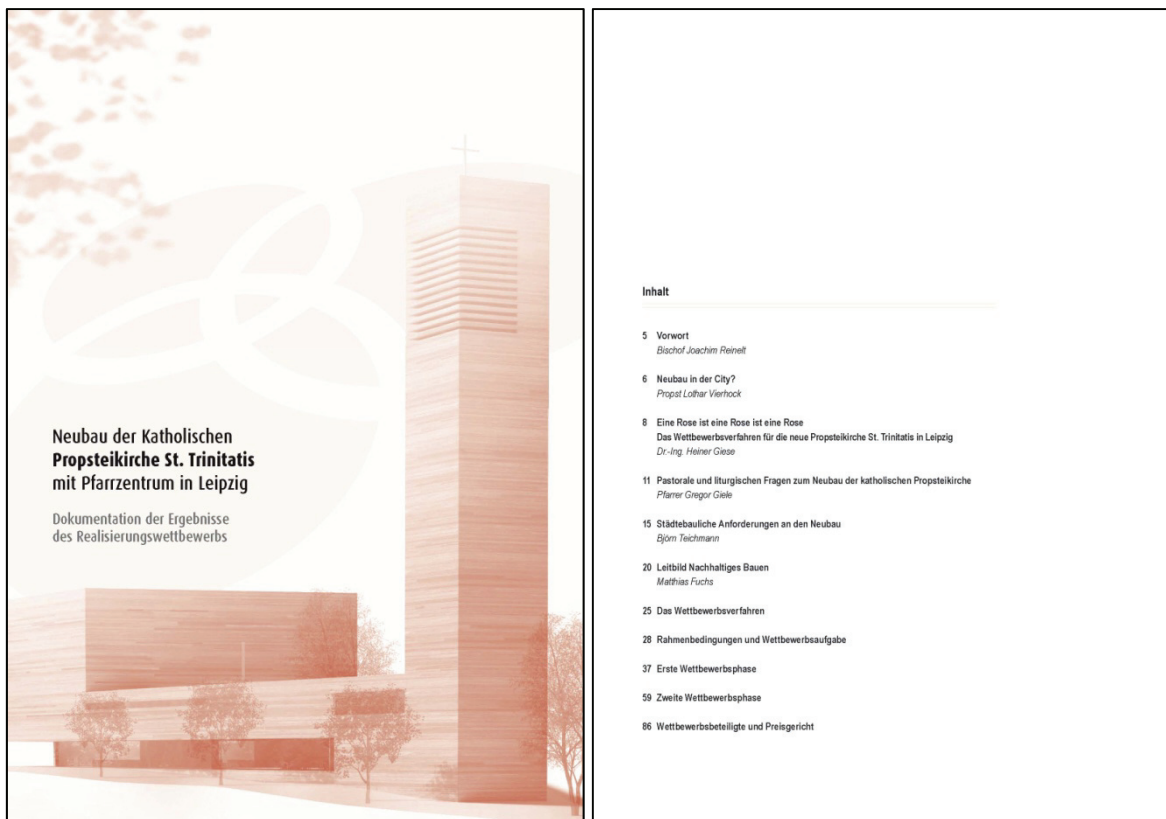 Neubau der Katholischen
Propsteikirche St. Trinitatis
mit Pfarrzentrum in Leipzig
Dokumentation der Ergebnisse
des Realisierungswettbewerbs
Inhalt
5 Vorwort
Bischof Joachim Reinelt
6 Neubau in der City?
Propst Lothar Vierhock
8 Eine Rose ist eine Rose ist eine Rose
Das Wettbewerbsverfahren für die neue Propsteikirche St. Trinitatis in Leipzig
Dr.-Ing. Heiner Giese
11 Pastorale und liturgischen Fragen zum Neubau der katholischen Propsteikirche
Pfarrer Gregor Giele
15 Städtebauliche Anforderungen an den Neubau
Björn Teichmann
20 Leitbild Nachhaltiges Bauen
Matthias Fuchs
25 Das Wettbewerbsverfahren
28 Rahmenbedingungen und Wettbewerbsaufgabe
37 Erste Wettbewerbsphase
59 Zweite Wettbewerbsphase
86 Wettbewerbsbeteiligte und Preisgericht